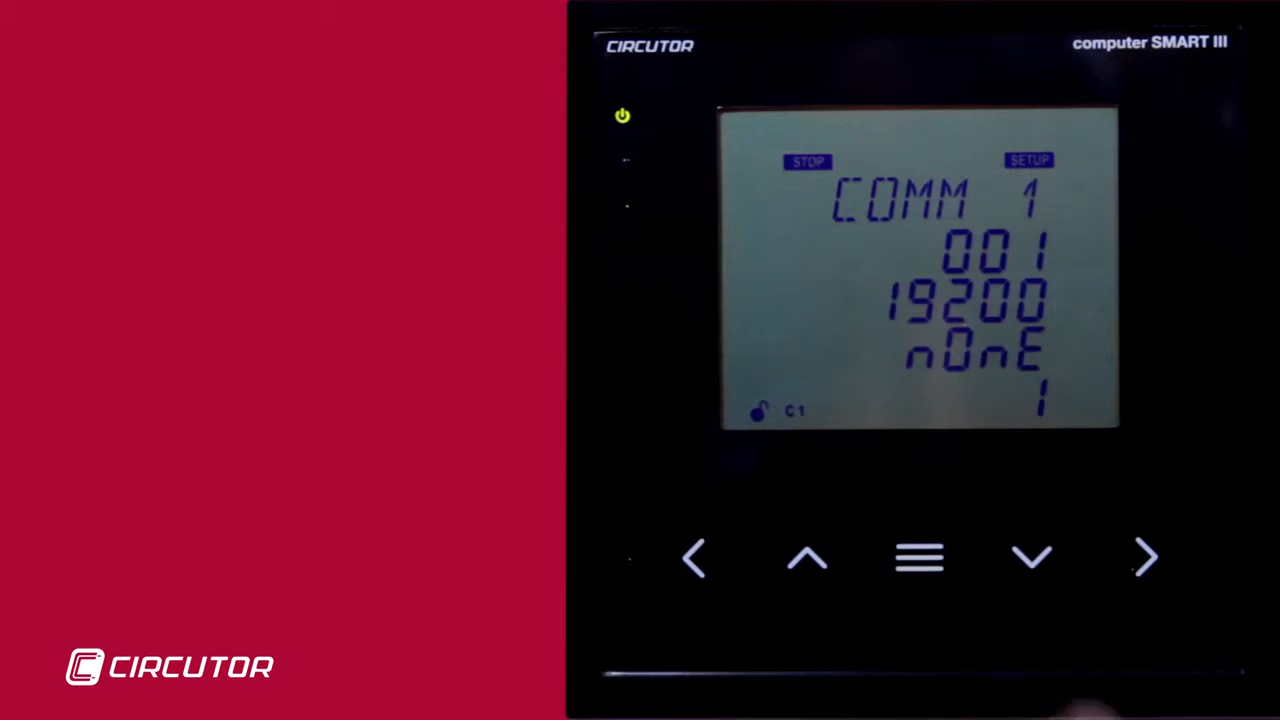 CIRCUTOR
computer SMART III
STOP
SETUP
COMM 1
001
19200
nOnE
1
C1
CIRCUTOR